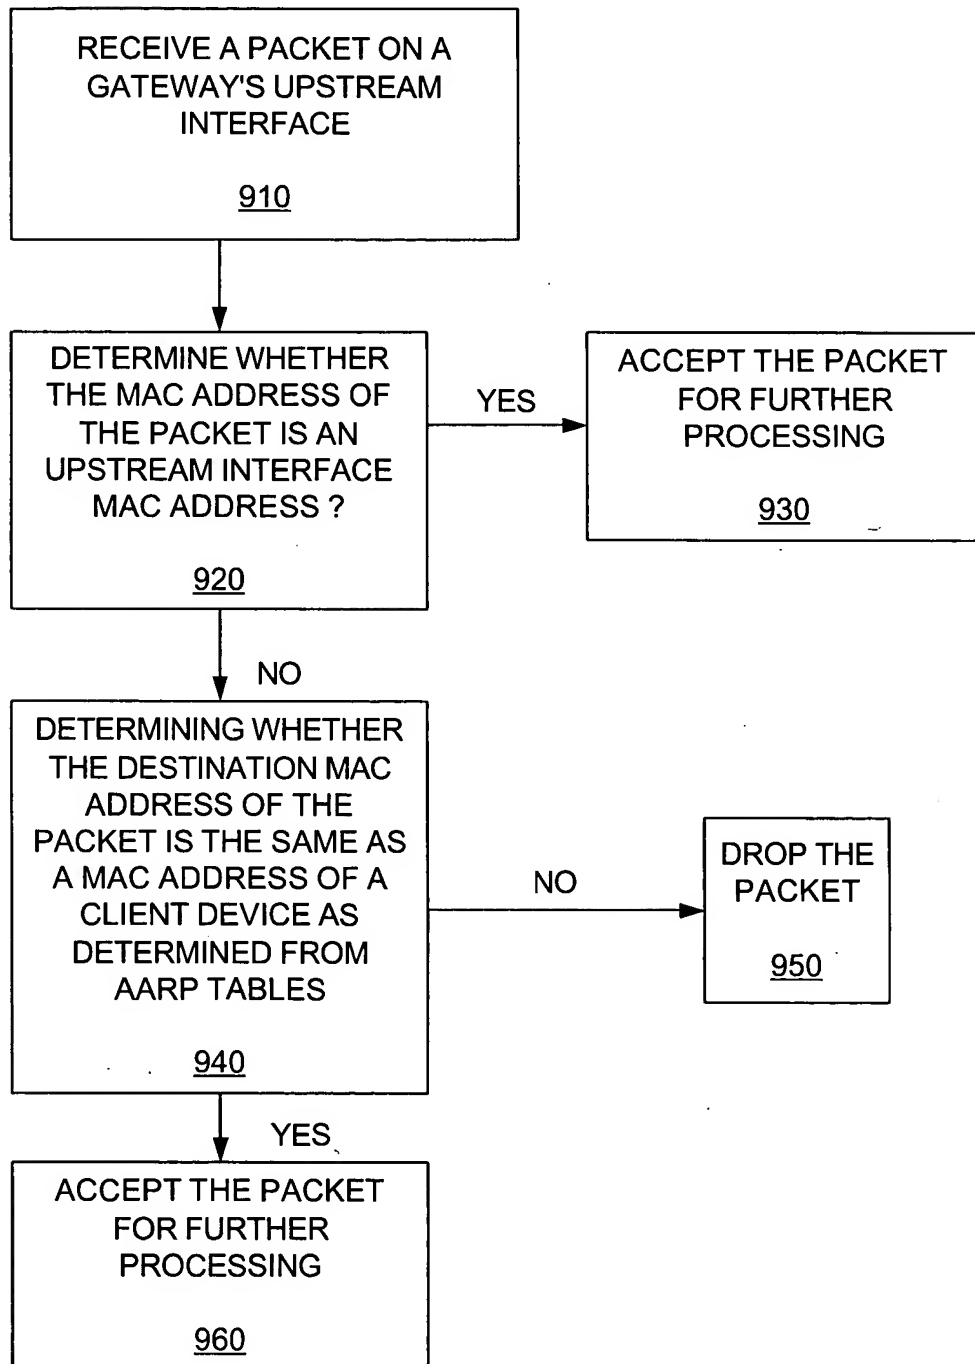 RECEIVE A PACKET ON A
GATEWAY'S UPSTREAM
INTERFACE
910
DETERMINE WHETHER
THE MAC ADDRESS OF
THE PACKET IS AN
UPSTREAM INTERFACE
MAC ADDRESS ?
920
YES
ACCEPT THE PACKET
FOR FURTHER
PROCESSING
930
NO
DETERMINING WHETHER
THE DESTINATION MAC
ADDRESS OF THE
PACKET IS THE SAME AS
A MAC ADDRESS OF A
CLIENT DEVICE AS
DETERMINED FROM
AARP TABLES
940
NO
DROP THE
PACKET
950
YES
ACCEPT THE PACKET
FOR FURTHER
PROCESSING
960